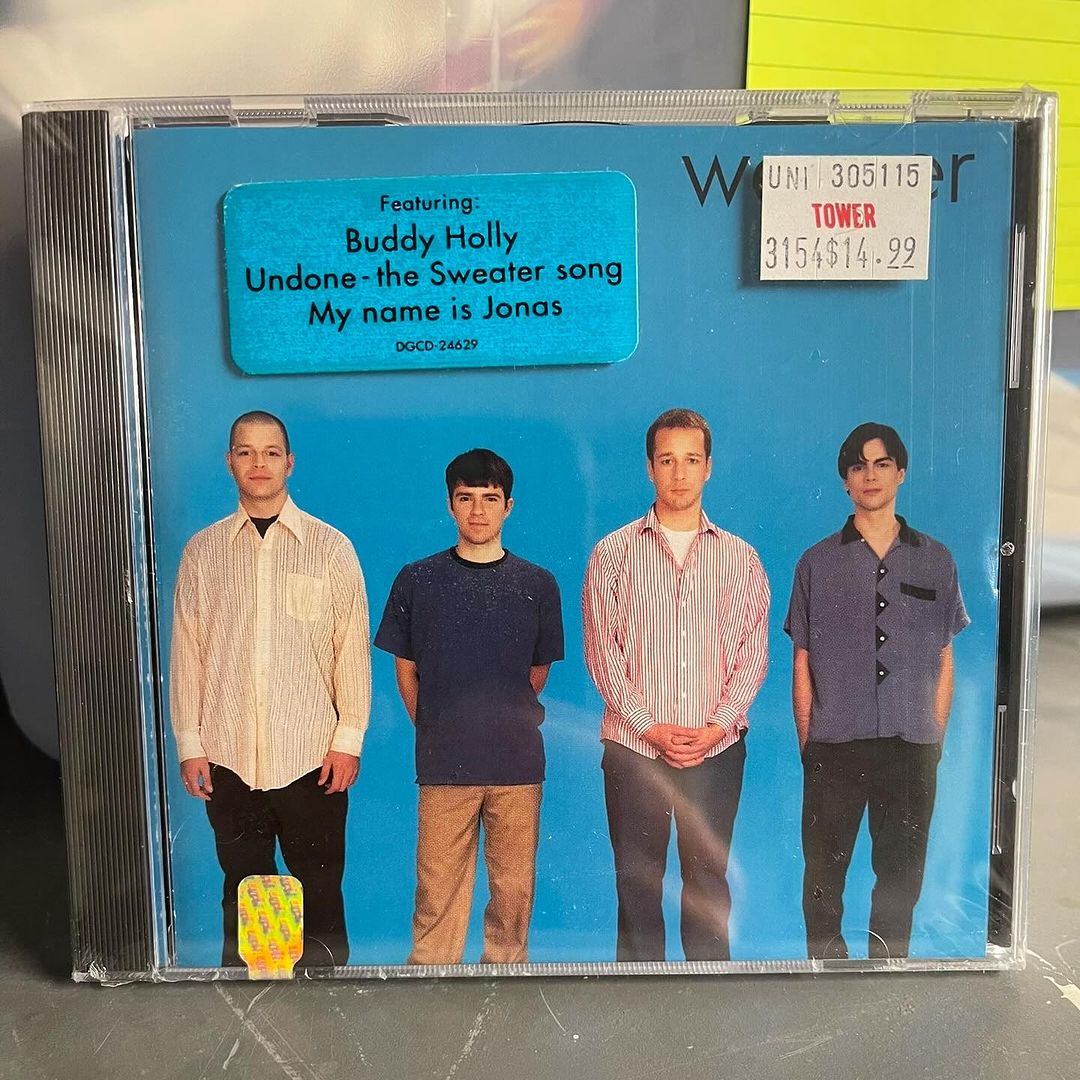 Featuring:
Buddy Holly
Undone-the Sweater song
My name is Jonas
DGCD-24629
we er
UNI 305115
TOWER
3154$14.99